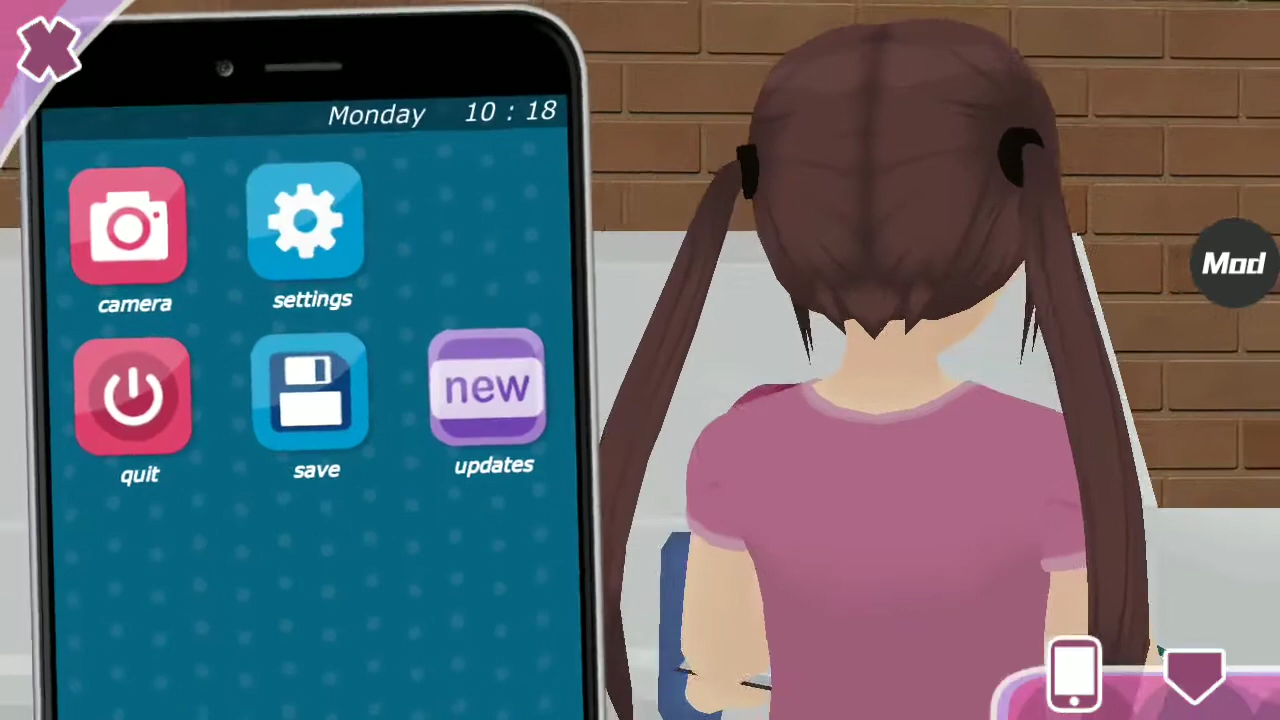 Monday 10 : 18
camera
settings
Mod
new
quit
save
updates